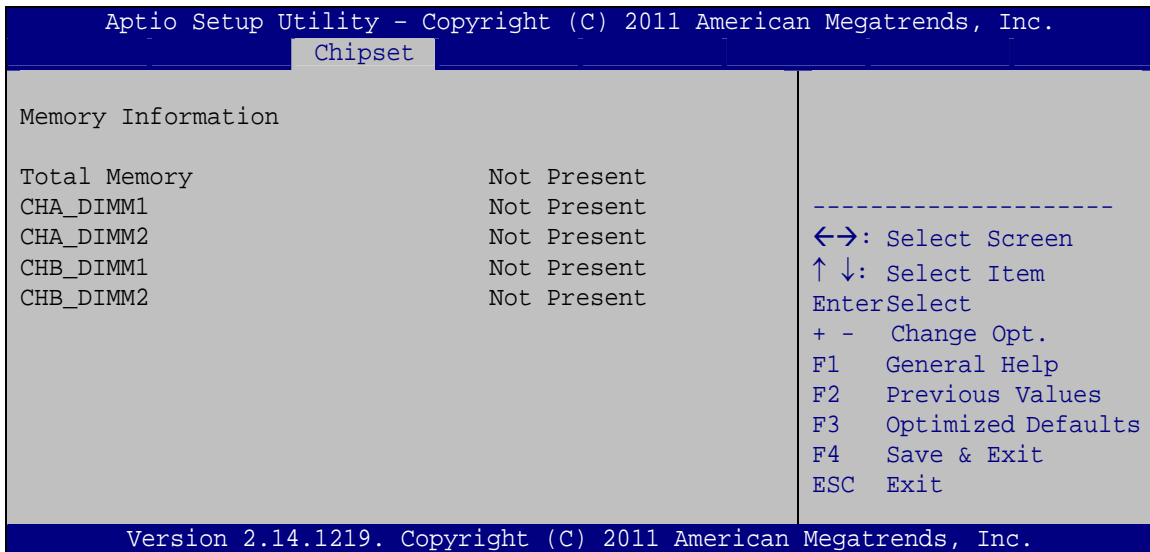 Aptio Setup Utility – Copyright (C) 2011 American Megatrends, Inc.
Chipset
Memory Information
Total Memory Not Present
CHA_DIMM1 Not Present
CHA_DIMM2 Not Present
CHB_DIMM1 Not Present
CHB_DIMM2 Not Present
---------------------
←→: Select Screen
↑ ↓: Select Item
EnterSelect
+ - Change Opt.
F1 General Help
F2 Previous Values
F3 Optimized Defaults
F4 Save & Exit
ESC Exit
Version 2.14.1219. Copyright (C) 2011 American Megatrends, Inc.